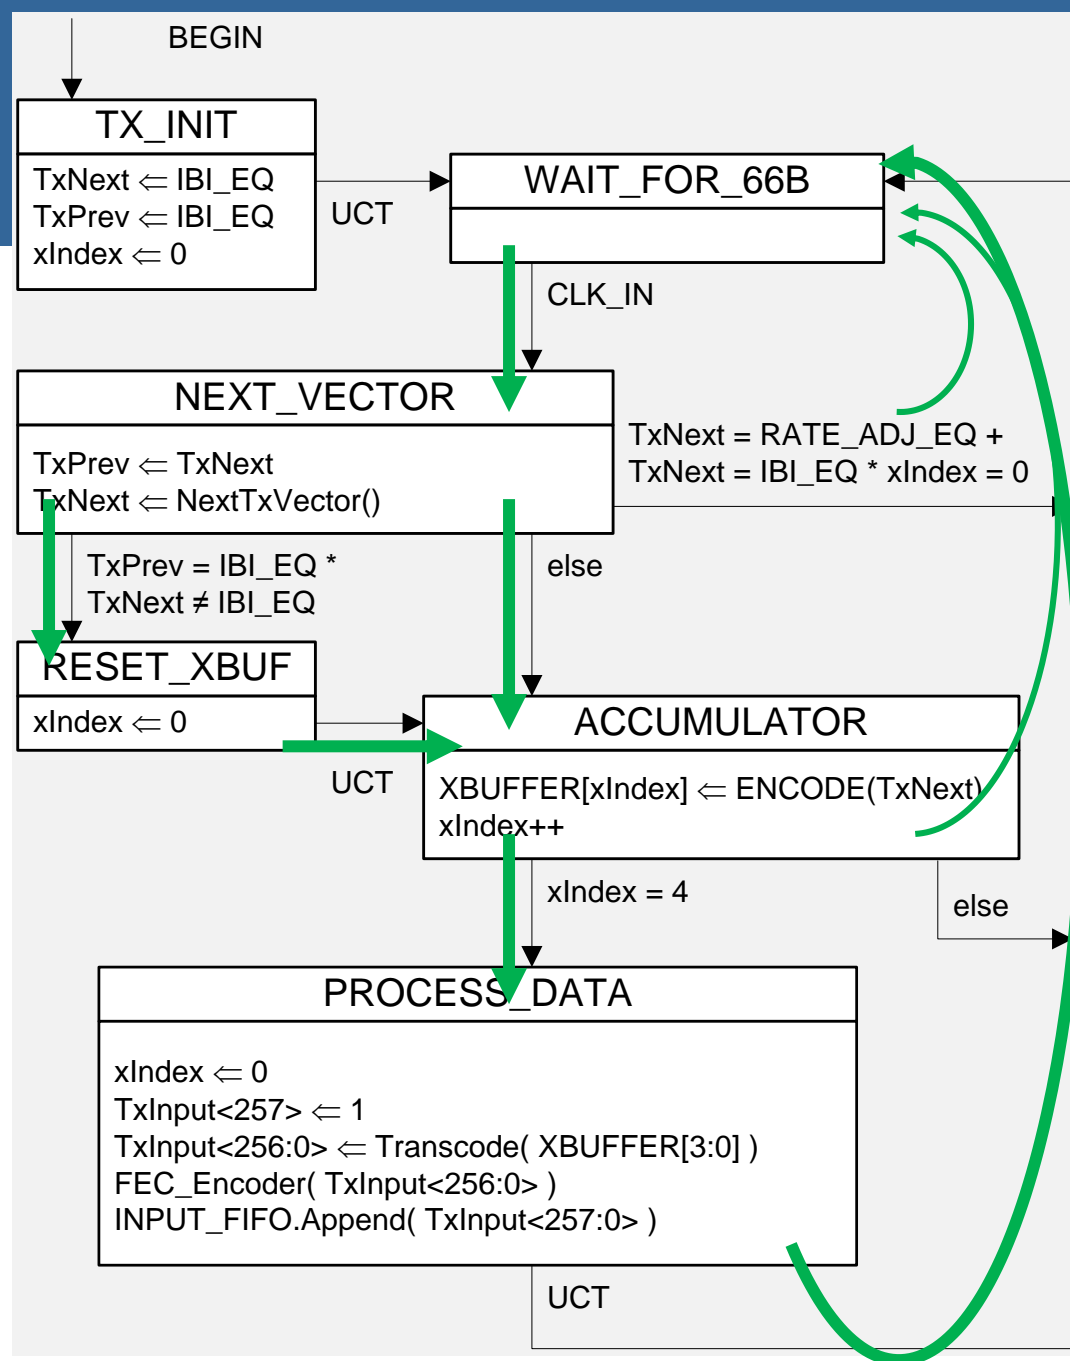 BEGIN
TX_INIT
TxNext ⇐ IBI_EQ
TxPrev ⇐ IBI_EQ
xIndex ⇐ 0
UCT
WAIT_FOR_66B
CLK_IN
NEXT_VECTOR
TxPrev ⇐ TxNext
TxNext ⇐ NextTxVector()
TxNext = RATE_ADJ_EQ +
TxNext = IBI_EQ * xIndex = 0
TxPrev = IBI_EQ *
TxNext ≠ IBI_EQ
else
RESET_XBUF
xIndex ⇐ 0
UCT
ACCUMULATOR
XBUFFER[xIndex] ⇐ ENCODE(TxNext)
xIndex++
xIndex = 4
else
PROCESS_DATA
xIndex ⇐ 0
TxInput<257> ⇐ 1
TxInput<256:0> ⇐ Transcode( XBUFFER[3:0] )
FEC_Encoder( TxInput<256:0> )
INPUT_FIFO.Append( TxInput<257:0> )
UCT